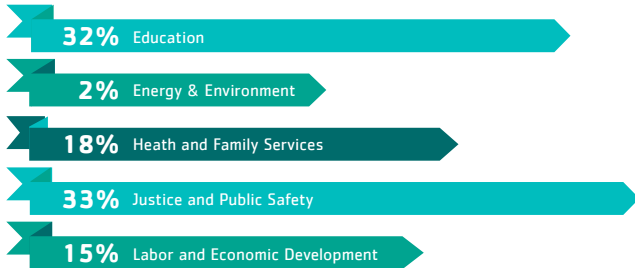 32% Education
2% Energy & Environment
18% Heath and Family Services
33% Justice and Public Safety
15% Labor and Economic Development